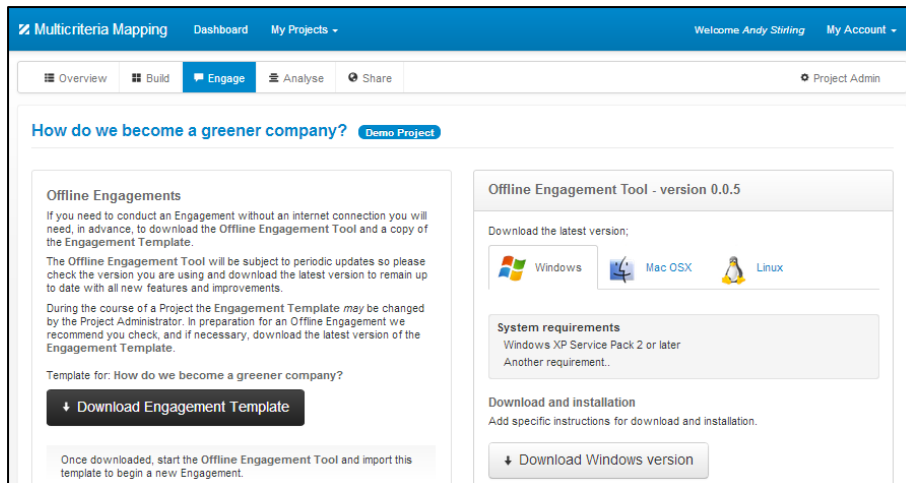 Multicriteria Mapping Dashboard My Projects Welcome Andy Stirling My Account
Overview Build Engage Analyse Share Project Admin
How do we become a greener company? Demo Project
Offline Engagements
If you need to conduct an Engagement without an internet connection you will
need, in advance, to download the Offline Engagement Tool and a copy of
the Engagement Template.
The Offline Engagement Tool will be subject to periodic updates so please
check the version you are using and download the latest version to remain up
to date with all new features and improvements.
During the course of a Project the Engagement Template may be changed
by the Project Administrator. In preparation for an Offline Engagement we
recommend you check, and if necessary, download the latest version of the
Engagement Template.
Template for: How do we become a greener company?
Download Engagement Template
Once downloaded, start the Offline Engagement Tool and import this
template to begin a new Engagement.
Offline Engagement Tool - version 0.0.5
Download the latest version;
Windows Mac OSX Linux
System requirements
Windows XP Service Pack 2 or later
Another requirement..
Download and installation
Add specific instructions for download and installation.
Download Windows version